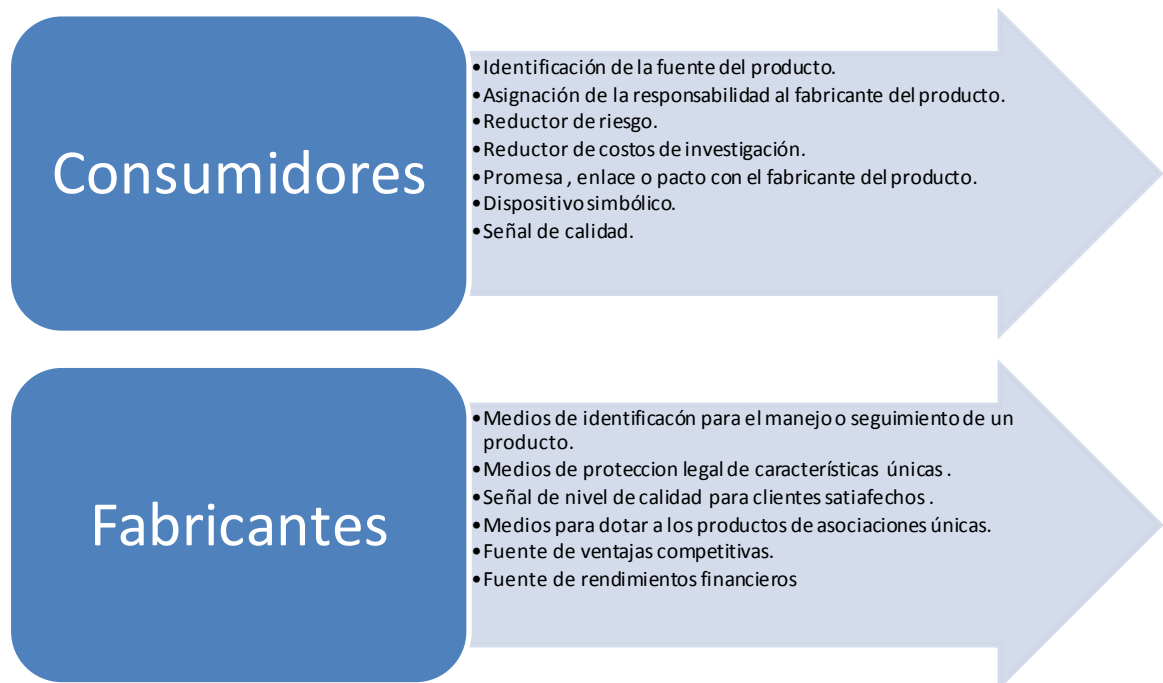 Consumidores
•Identificación de la fuente del producto.
•Asignación de la responsabilidad al fabricante del producto.
•Reductor de riesgo.
•Reductor de costos de investigación.
•Promesa , enlace o pacto con el fabricante del producto.
•Dispositivo simbólico.
•Señal de calidad.
Fabricantes
•Medios de identificacón para el manejo o seguimiento de un
producto.
•Medios de proteccion legal de características únicas .
•Señal de nivel de calidad para clientes satiafechos .
•Medios para dotar a los productos de asociaciones únicas.
•Fuente de ventajas competitivas.
•Fuente de rendimientos financieros